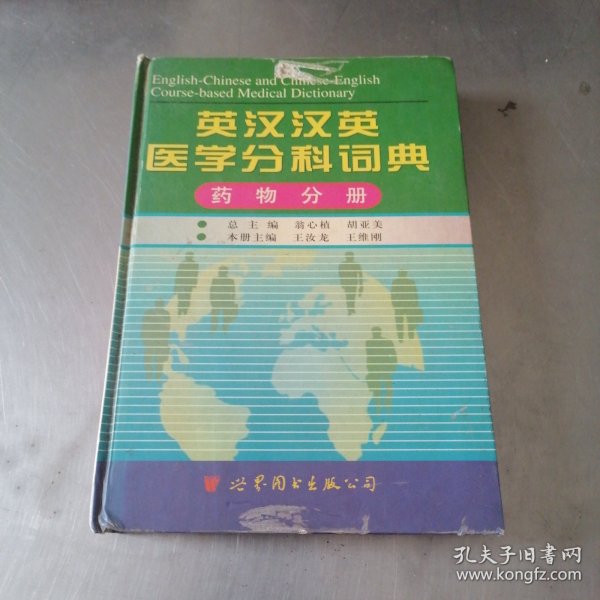 English-Chinese and Chinese-English
Course-based Medical Dictionary
英汉汉英
医学分科词典
药物分册
● 总主编 翁心植 胡亚美
● 本册主编 王汝龙 王维刚
世界图书出版公司
孔夫子旧书网
www.kongfz.com